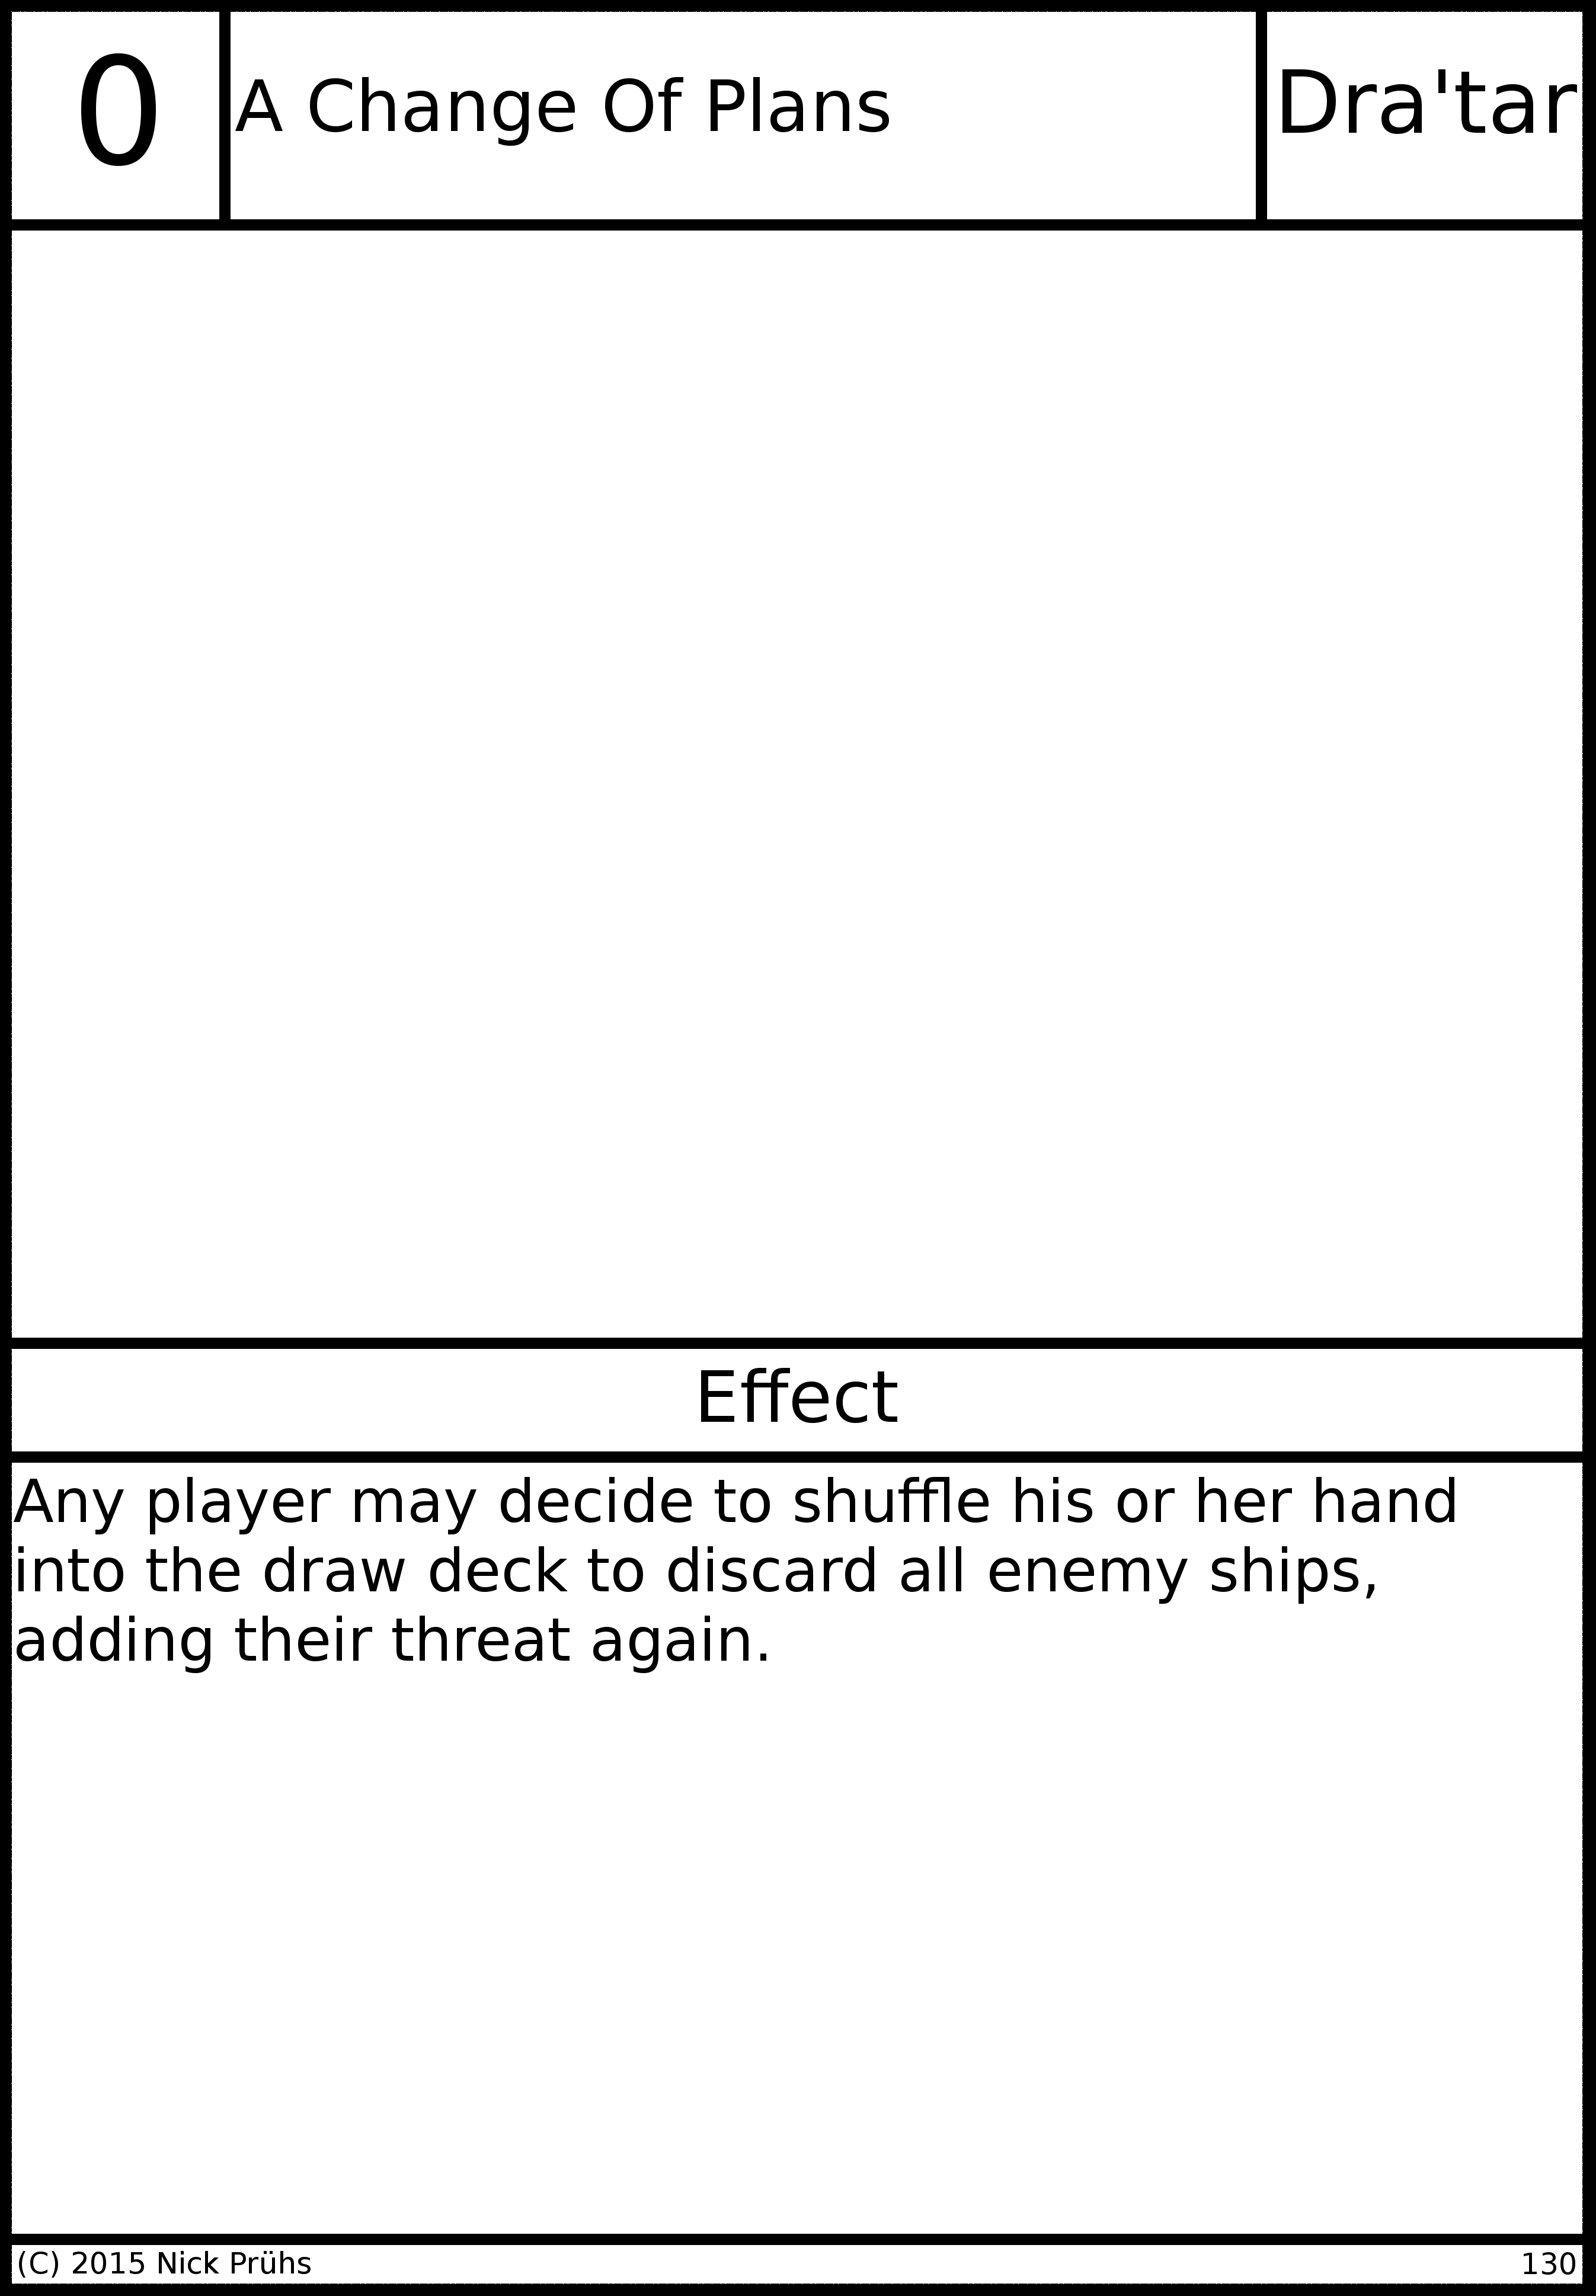 0
A Change Of Plans
Dra'tar
Effect
Any player may decide to shuffle his or her hand
into the draw deck to discard all enemy ships,
adding their threat again.
(C) 2015 Nick Prühs
130